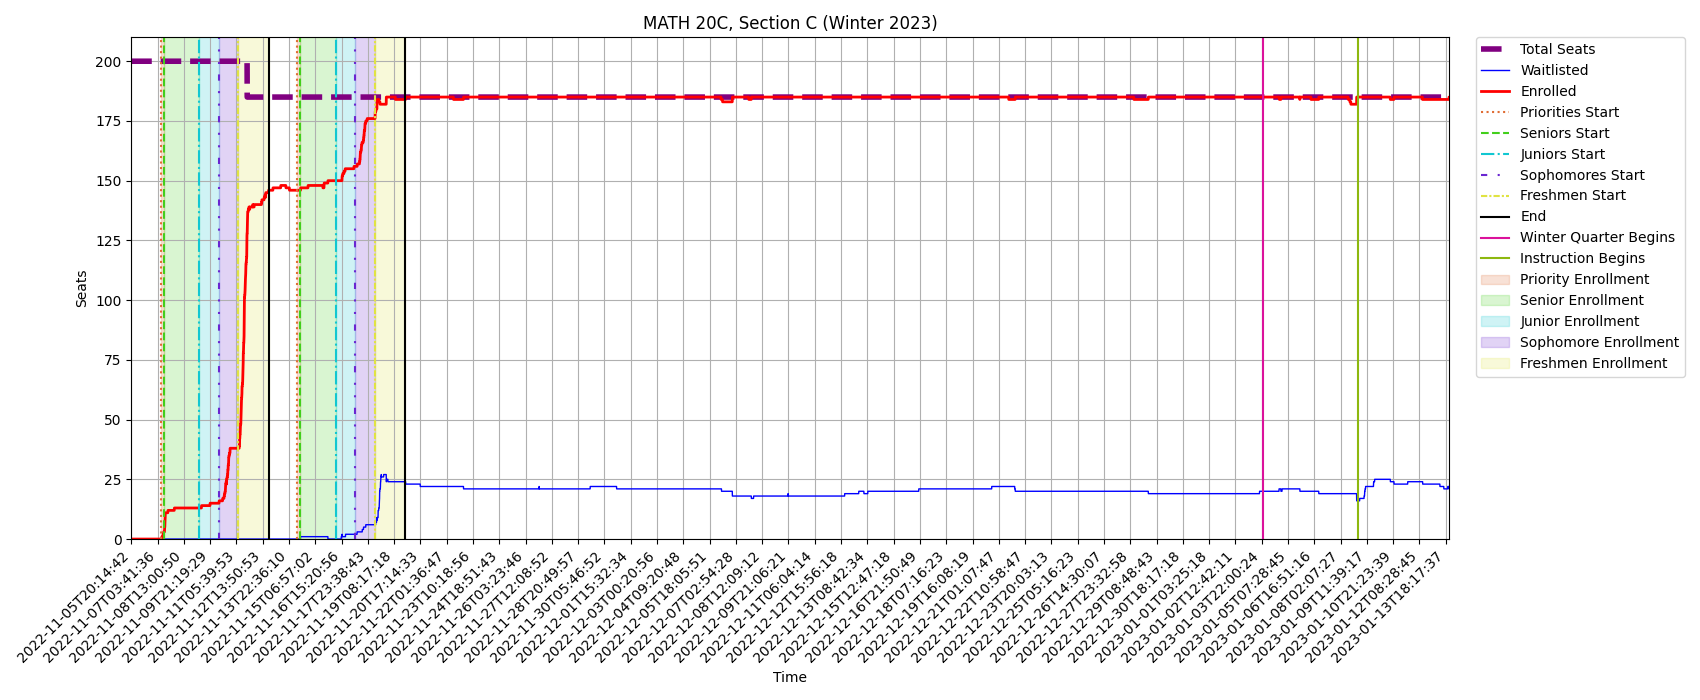 MATH 20C, Section C (Winter 2023)
Seats
200
175
150
125
100
75
50
25
0
2022-11-05T20:14:42
2022-11-07T03:41:36
2022-11-08T13:00:50
2022-11-09T21:19:29
2022-11-11T05:39:53
2022-11-12T13:50:53
2022-11-13T22:36:10
2022-11-15T06:57:02
2022-11-16T15:20:56
2022-11-17T23:38:43
2022-11-19T08:17:18
2022-11-20T17:14:33
2022-11-22T01:36:47
2022-11-23T10:18:56
2022-11-24T18:51:43
2022-11-26T03:23:46
2022-11-27T12:08:52
2022-11-28T20:49:57
2022-11-30T05:46:52
2022-12-01T15:32:34
2022-12-03T00:20:56
2022-12-04T09:20:48
2022-12-05T18:05:51
2022-12-07T02:54:28
2022-12-08T12:09:12
2022-12-09T21:06:21
2022-12-11T06:04:14
2022-12-12T15:56:18
2022-12-13T08:42:34
2022-12-15T12:47:18
2022-12-16T21:50:49
2022-12-18T07:16:23
2022-12-19T16:08:19
2022-12-21T01:07:47
2022-12-22T10:58:47
2022-12-23T20:03:13
2022-12-25T05:16:23
2022-12-26T14:30:07
2022-12-27T23:32:58
2022-12-29T08:48:43
2022-12-30T18:17:18
2023-01-01T03:25:18
2023-01-02T12:42:11
2023-01-03T22:00:24
2023-01-05T07:28:45
2023-01-06T16:51:16
2023-01-08T02:07:27
2023-01-09T11:39:17
2023-01-10T21:23:39
2023-01-12T08:28:45
2023-01-13T18:17:37
Time
Total Seats
Waitlisted
Enrolled
Priorities Start
Seniors Start
Juniors Start
Sophomores Start
Freshmen Start
End
Winter Quarter Begins
Instruction Begins
Priority Enrollment
Senior Enrollment
Junior Enrollment
Sophomore Enrollment
Freshmen Enrollment